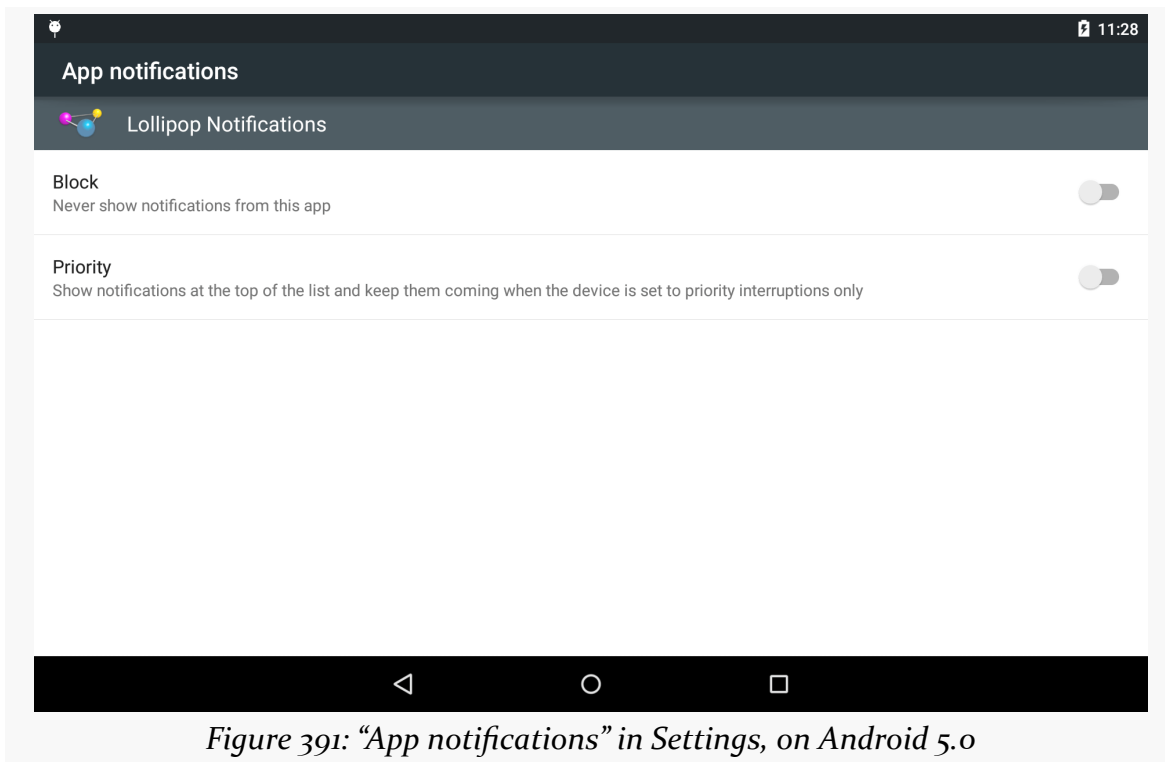 11:28
App notifications
Lollipop Notifications
Block
Never show notifications from this app
Priority
Show notifications at the top of the list and keep them coming when the device is set to priority interruptions only
Figure 391: “App notifications” in Settings, on Android 5.0